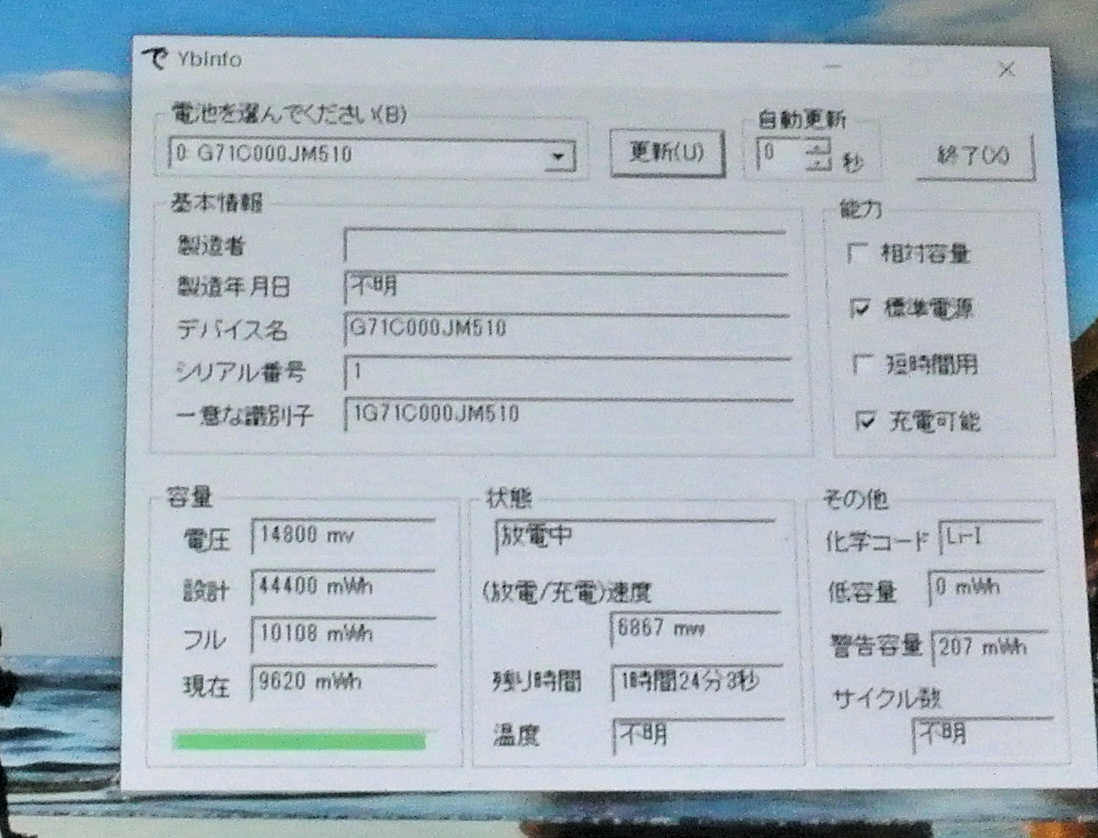 で YbInfo
電池を選んでください(B)
0: G71C000JM510
更新(U)
自動更新
0 秒
終了(X)
基本情報
製造者
製造年月日 不明
デバイス名 G71C000JM510
シリアル番号 1
一意な識別子 1G71C000JM510
能力
相対容量
標準電源
短時間用
充電可能
容量
電圧 14800 mv
設計 44400 mWh
フル 10108 mWh
現在 9620 mWh
状態
放電中
(放電/充電)速度
6867 mw
残り時間 1時間24分3秒
温度 不明
その他
化学コード Li-I
低容量 0 mWh
警告容量 207 mWh
サイクル数
不明